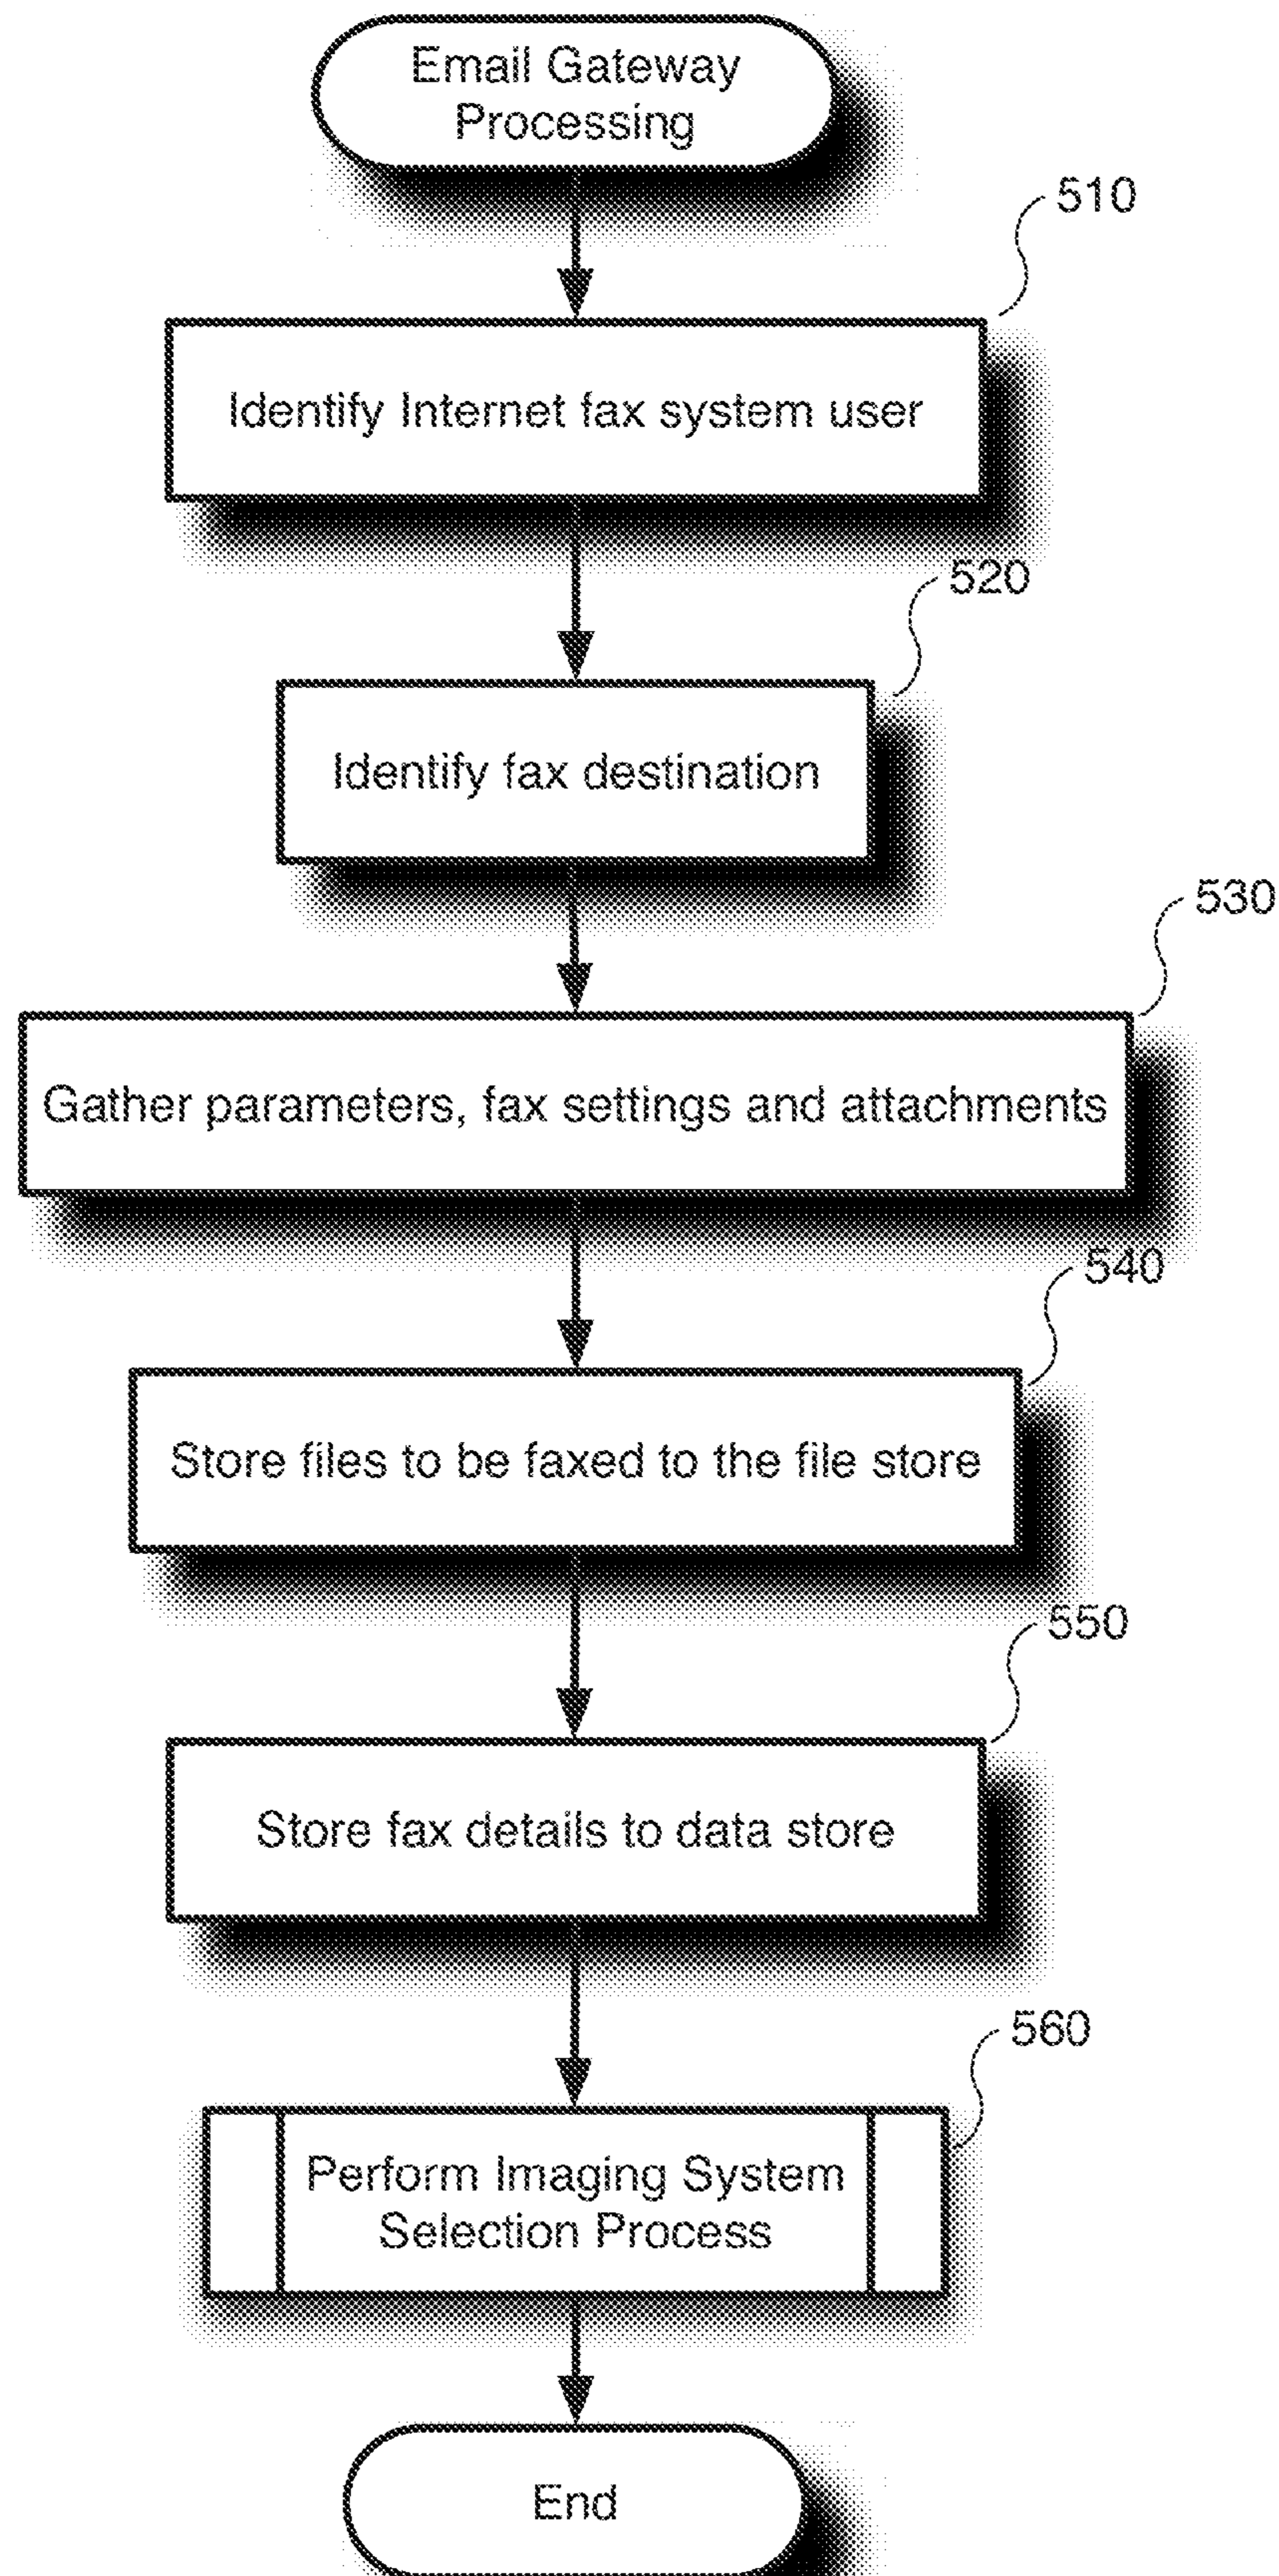 Email Gateway
Processing
510
Identify Internet fax system user
520
Identify fax destination
530
Gather parameters, fax settings and attachments
540
Store files to be faxed to the file store
550
Store fax details to data store
560
Perform Imaging System
Selection Process
End